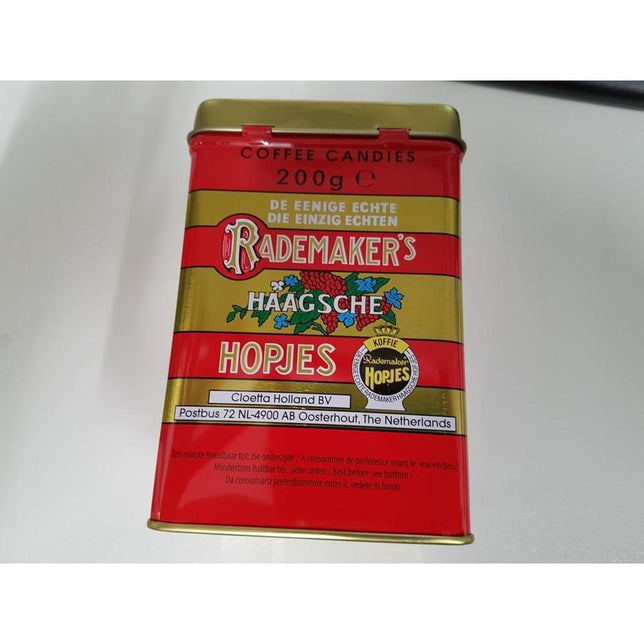 COFFEE CANDIES
200g ℮
DE EENIGE ECHTE
DIE EINZIG ECHTEN
RADEMAKER'S
HAAGSCHE
HOPJES
KOFFIE
Rademaker
HOPJES
Cloetta Holland BV
Postbus 72 NL-4900 AB Oosterhout, The Netherlands
Ten minste houdbaar tot: zie onderzijde / A consommer de préférence avant le: voir en bas /
Mindestens haltbar bis: siehe unten / Best before: see bottom /
Da consumarsi preferibilmente entro il: vedere in fondo